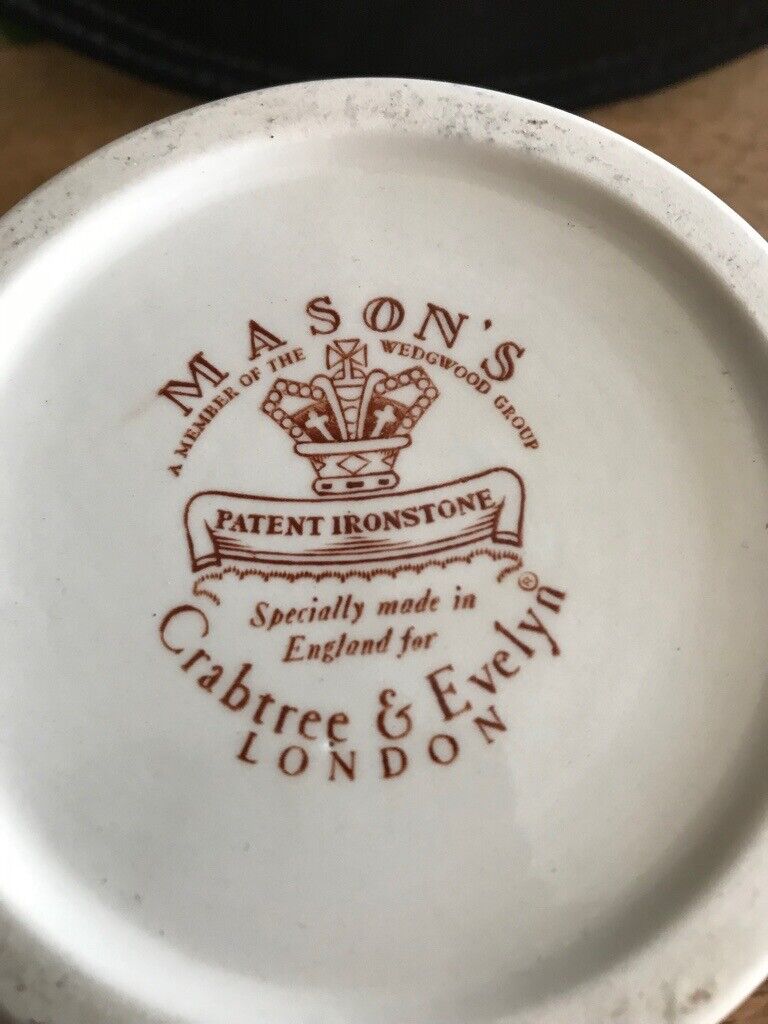 MASON'S
A MEMBER OF THE WEDGWOOD GROUP
PATENT IRONSTONE
Specially made in
England for
Crabtree & Evelyn®
LONDON